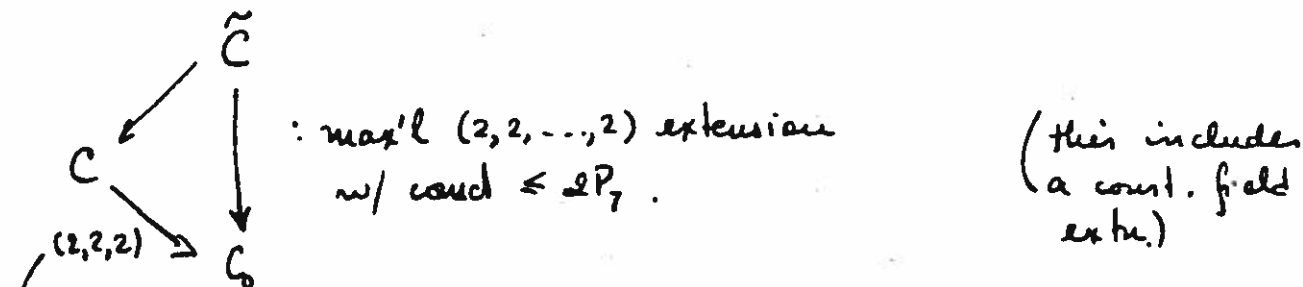 C̃
: max'l (2,2,---,2) extension
w/ cond ≤ 2P₇.
(this includes
a const. field
extn.)
C
(2,2,2)
C₀